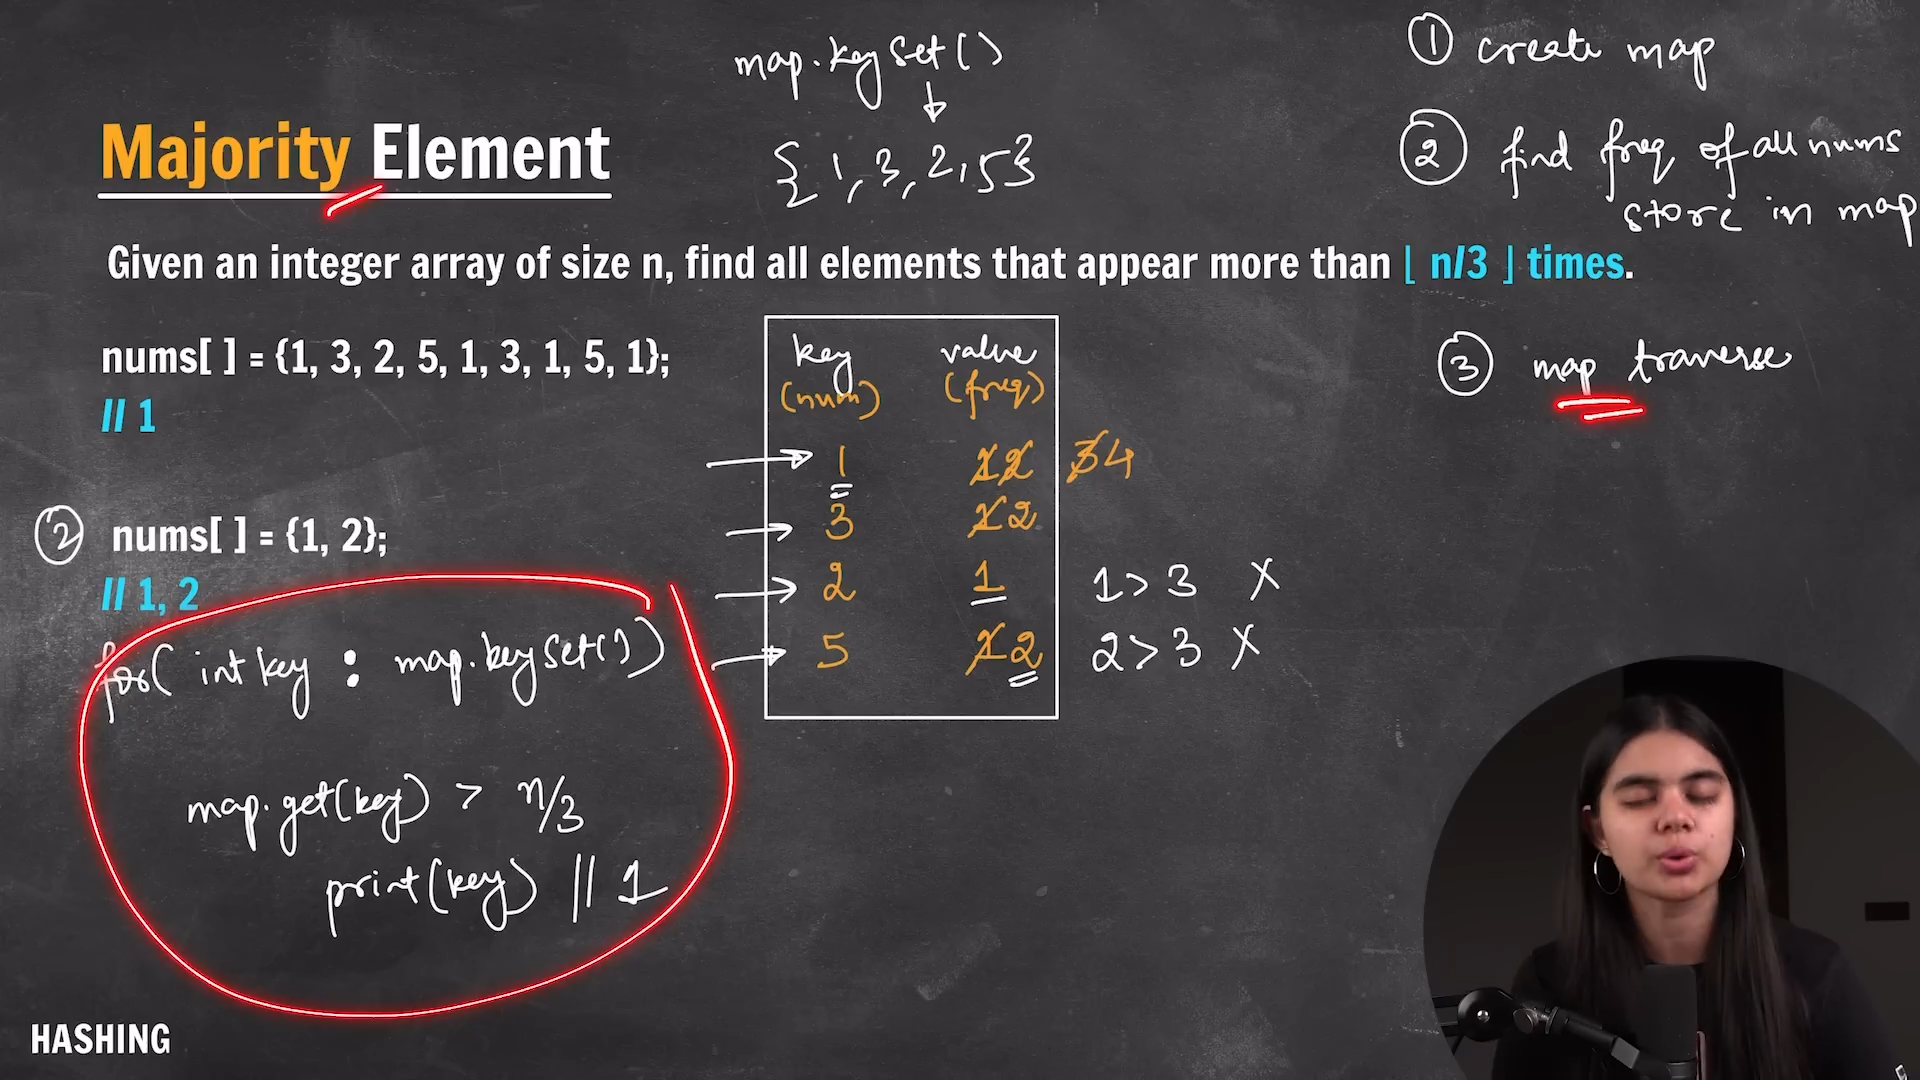 map.keySet()
↓
{1, 3, 2, 5}
① create map
② find freq of all nums
store in map
Majority Element
Given an integer array of size n, find all elements that appear more than ⌊ n/3 ⌋ times.
nums[ ] = {1, 3, 2, 5, 1, 3, 1, 5, 1};
// 1
key value
(num) (freq)
→ 1 1 2 3 4
→ 3 1 2
→ 2 1 1 > 3 X
→ 5 1 2 2 > 3 X
③ map traverse
② nums[ ] = {1, 2};
// 1, 2
for( int key : map.keySet())
map.get(key) > n/3
print(key) // 1
HASHING